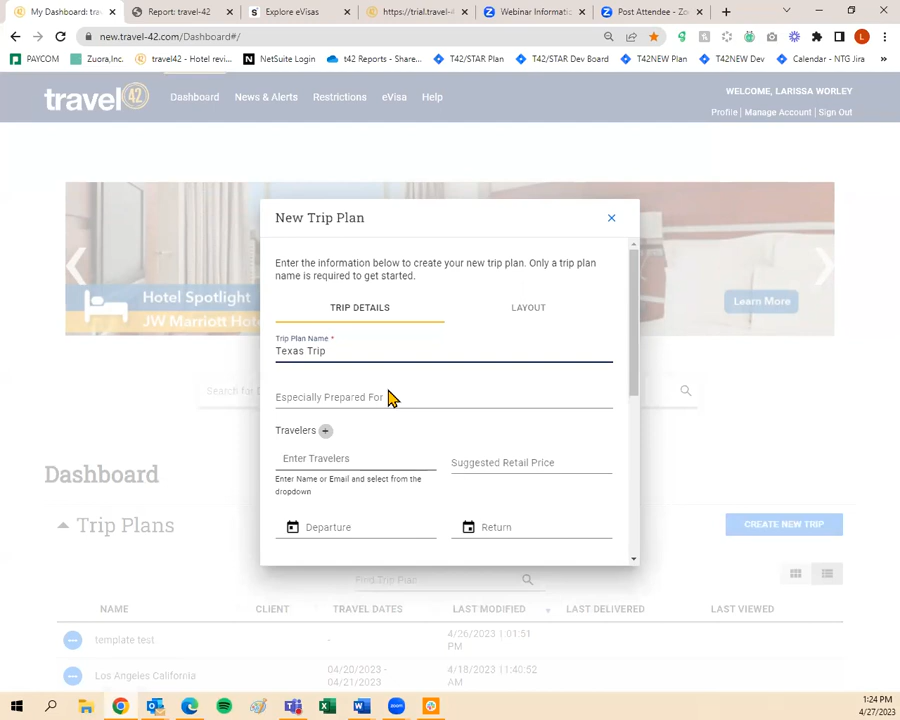 My Dashboard: tra
Report: travel-42
Explore eVisas
https://trial.travel-
Webinar Informatic
Post Attendee - Zo
new.travel-42.com/Dashboard#/
PAYCOM
Zuora,Inc.
travel42 - Hotel revi...
NetSuite Login
t42 Reports - Share...
T42/STAR Plan
T42/STAR Dev Board
T42NEW Plan
T42NEW Dev
Calendar - NTG Jira
travel 42
Dashboard
News & Alerts
Restrictions
eVisa
Help
WELCOME, LARISSA WORLEY
Profile | Manage Account | Sign Out
Hotel Spotlight
JW Marriott Hote
Learn More
New Trip Plan
Enter the information below to create your new trip plan. Only a trip plan
name is required to get started.
TRIP DETAILS
LAYOUT
Trip Plan Name *
Texas Trip
Especially Prepared For
Travelers +
Enter Travelers
Suggested Retail Price
Enter Name or Email and select from the
dropdown
Departure
Return
Search for
Dashboard
Trip Plans
CREATE NEW TRIP
Find Trip Plan
NAME
CLIENT
TRAVEL DATES
LAST MODIFIED
LAST DELIVERED
LAST VIEWED
template test
-
4/26/2023 | 01:51
PM
Los Angeles California
04/20/2023 -
04/21/2023
4/18/2023 | 1:40:52
AM
1:24 PM
4/27/2023